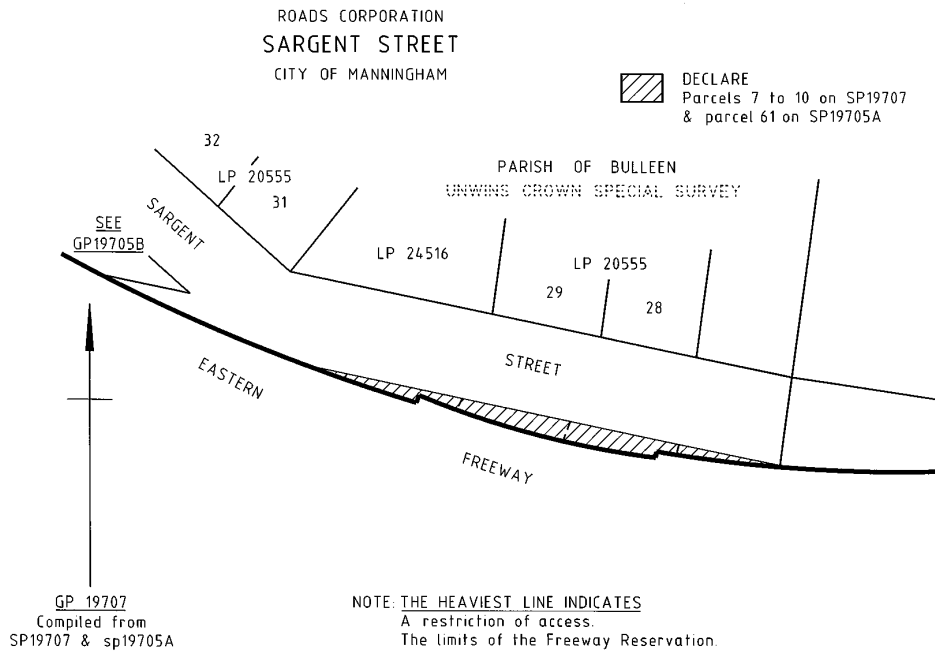 ROADS CORPORATION
SARGENT STREET
CITY OF MANNINGHAM
DECLARE
Parcels 7 to 10 on SP19707
& parcel 61 on SP19705A
32
LP 20555
31
PARISH OF BULLEEN
UNWINS CROWN SPECIAL SURVEY
SARGENT
SEE
GP19705B
LP 24516
LP 20555
29
28
STREET
EASTERN
FREEWAY
GP 19707
Compiled from
SP19707 & sp19705A
NOTE: THE HEAVIEST LINE INDICATES
A restriction of access.
The limits of the Freeway Reservation.